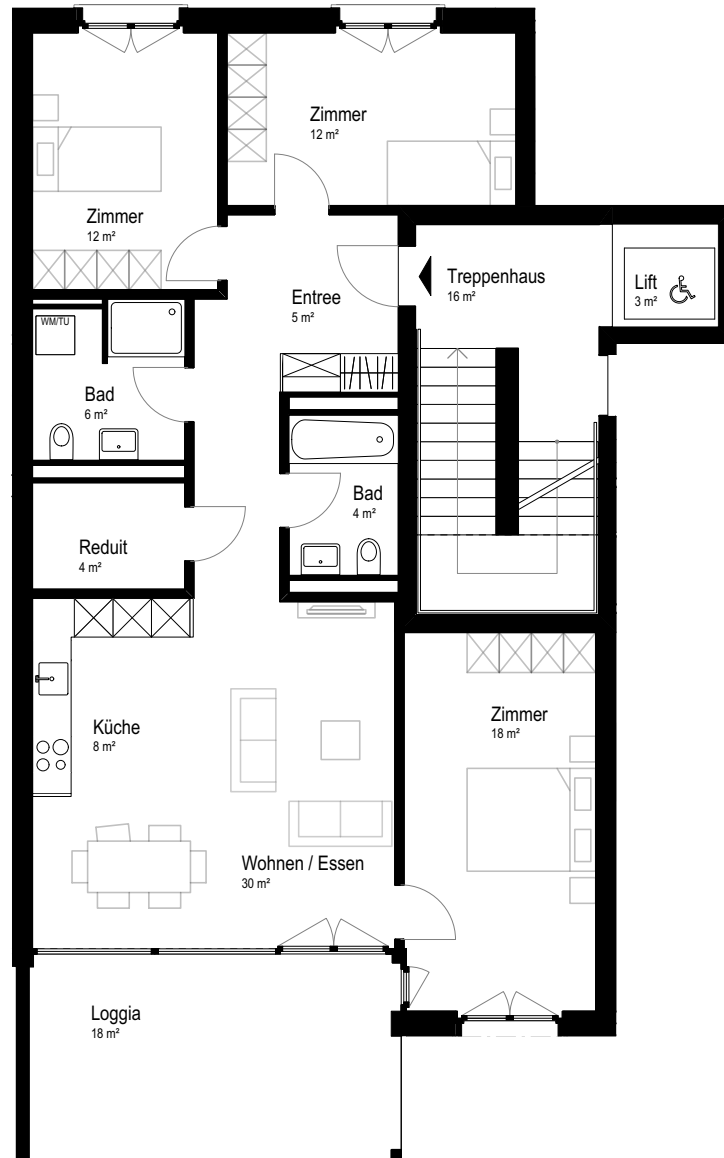 Zimmer
12 m²
Zimmer
12 m²
Treppenhaus
16 m²
Lift
3 m²
Entree
5 m²
WM/TU
Bad
6 m²
Bad
4 m²
Reduit
4 m²
Küche
8 m²
Zimmer
18 m²
Wohnen / Essen
30 m²
Loggia
18 m²